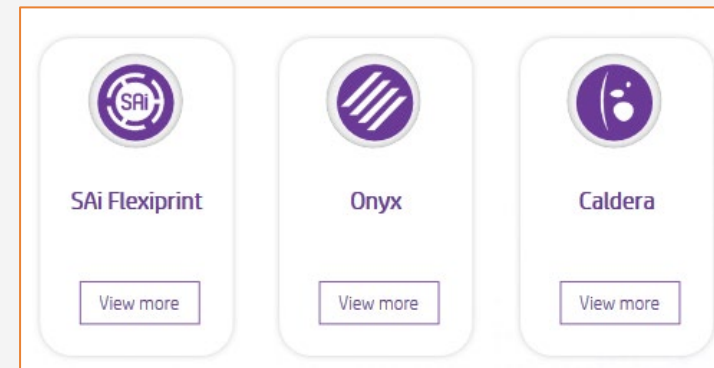 SAi
SAi Flexiprint
Onyx
Caldera
View more
View more
View more